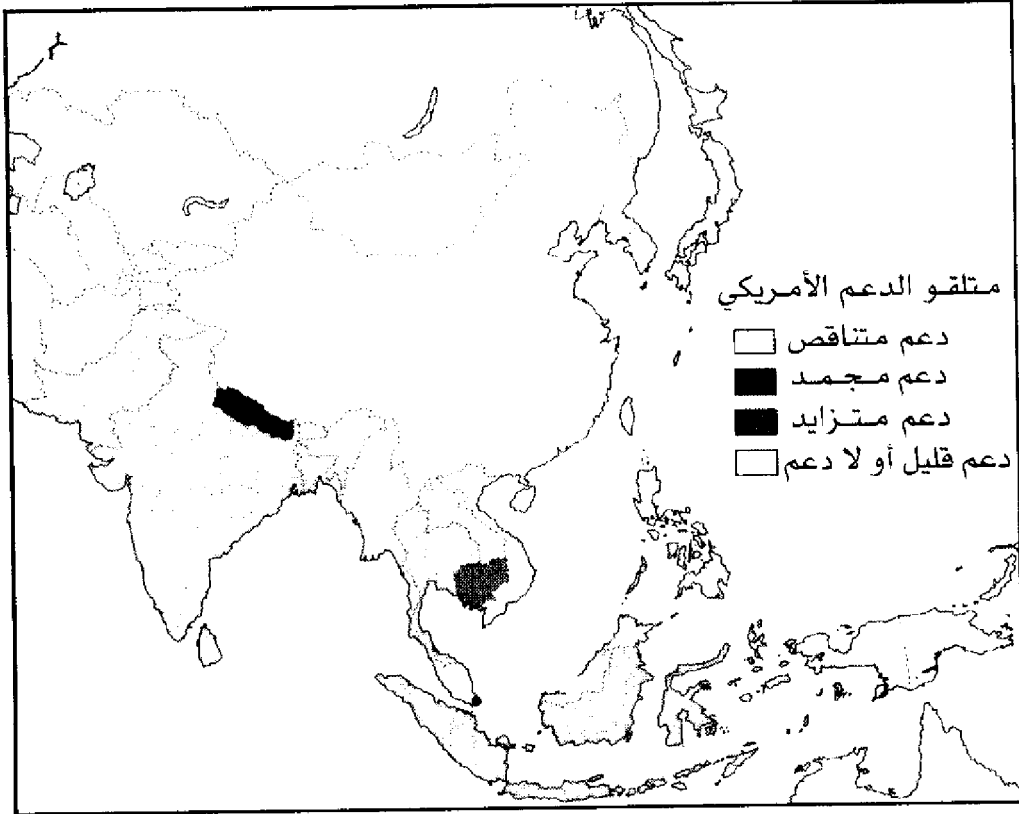 متلقو الدعم الأمريكي
دعم متناقص
دعم مجمد
دعم متزايد
دعم قليل أو لا دعم